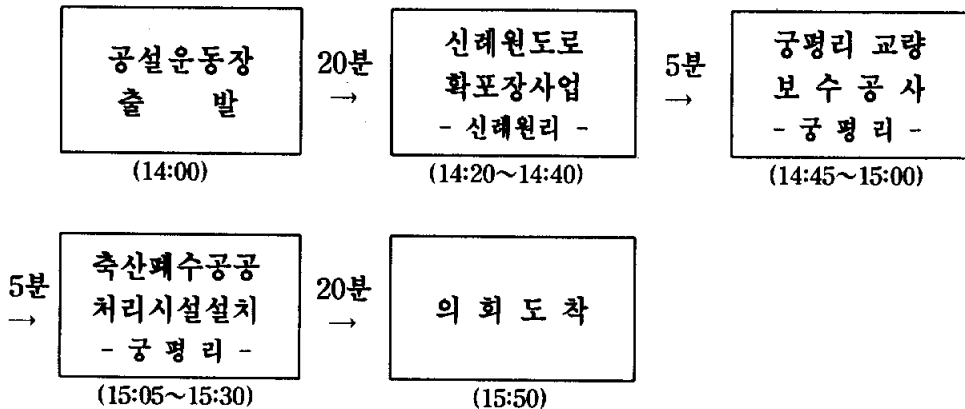 공설운동장
출 발
(14:00)
20분
→
신례원도로
확포장사업
- 신례원리 -
(14:20~14:40)
5분
→
궁평리 교량
보 수 공 사
- 궁 평 리 -
(14:45~15:00)
5분
→
축산폐수공공
처리시설설치
- 궁 평 리 -
(15:05~15:30)
20분
→
의 회 도 착
(15:50)